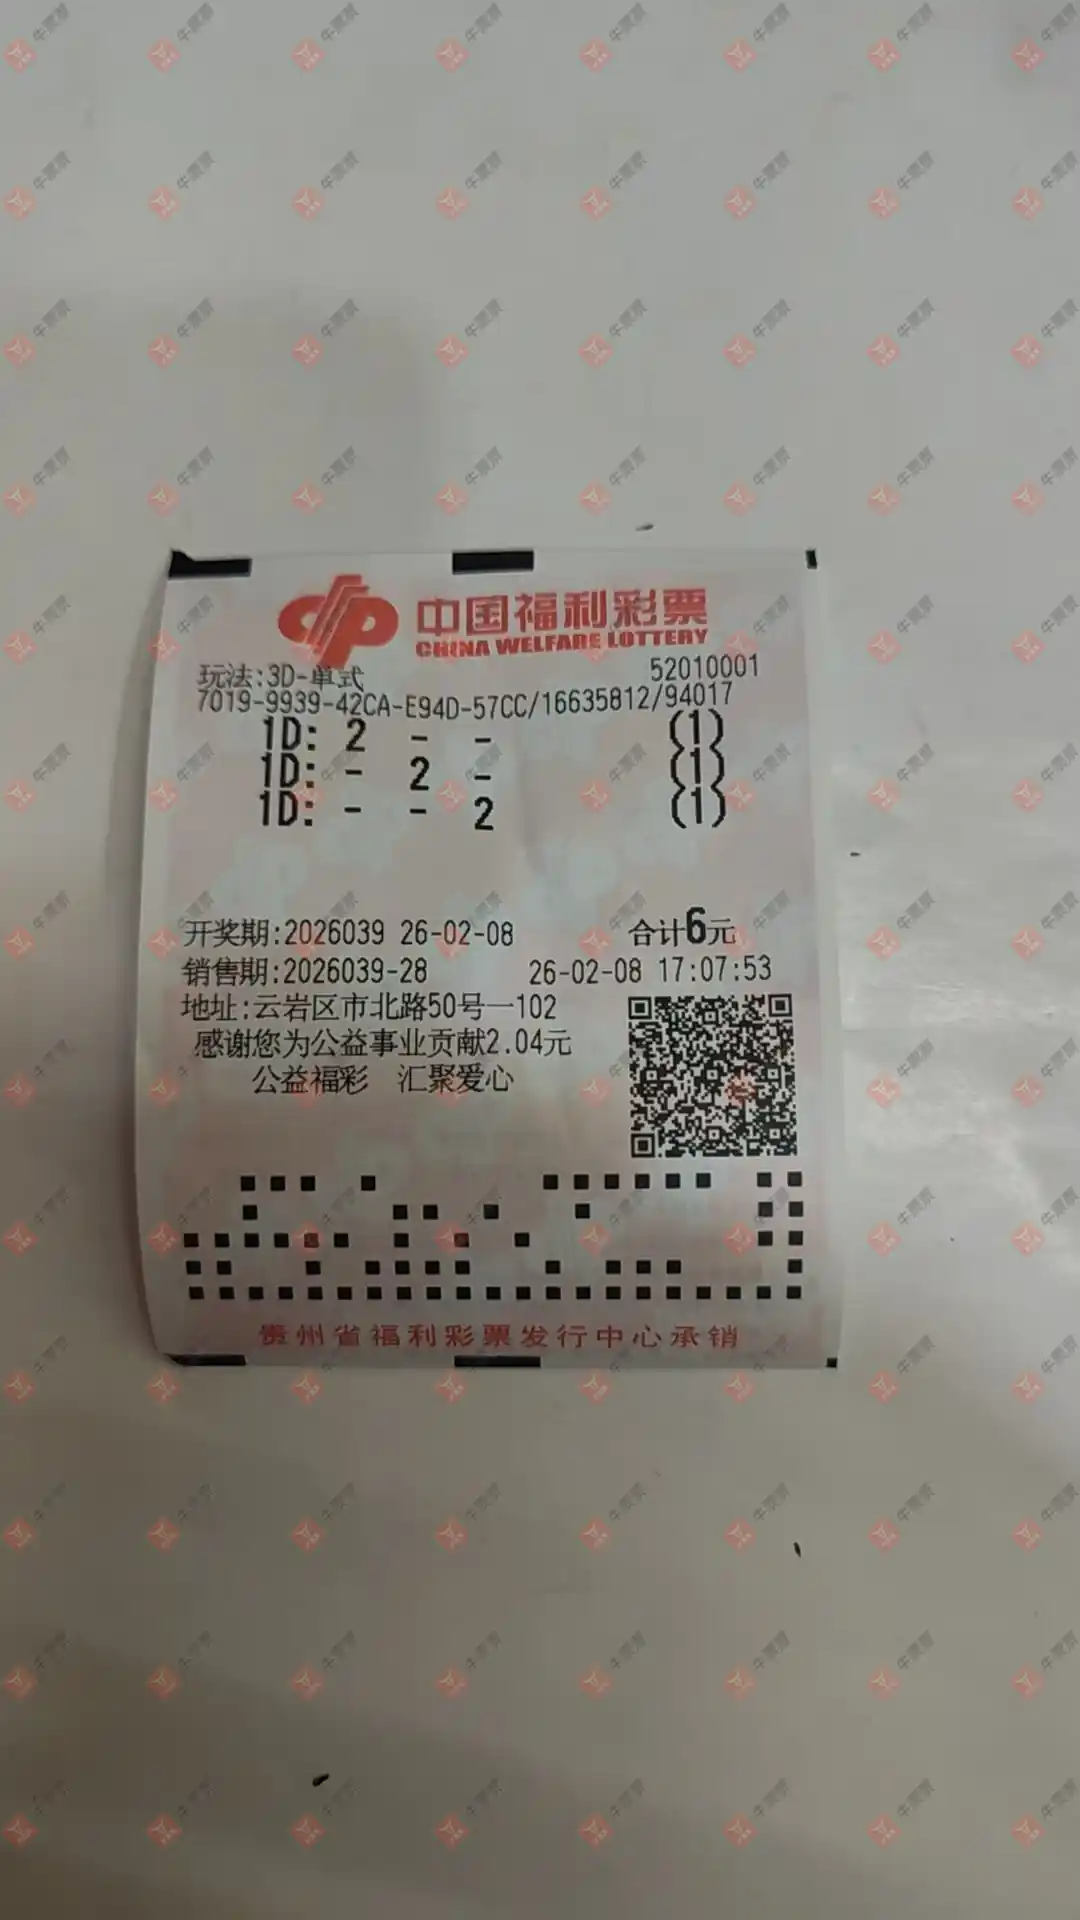 中国福利彩票
CHINA WELFARE LOTTERY
玩法:3D-单式 52010001
7019-9939-42CA-E94D-57CC/16635812/94017
1D: 2 - - (1)
1D: - 2 - (1)
1D: - - 2 (1)
开奖期:2026039 26-02-08 合计6元
销售期:2026039-28 26-02-08 17:07:53
地址:云岩区市北路50号一102
感谢您为公益事业贡献2.04元
公益福彩 汇聚爱心
贵州省福利彩票发行中心承销